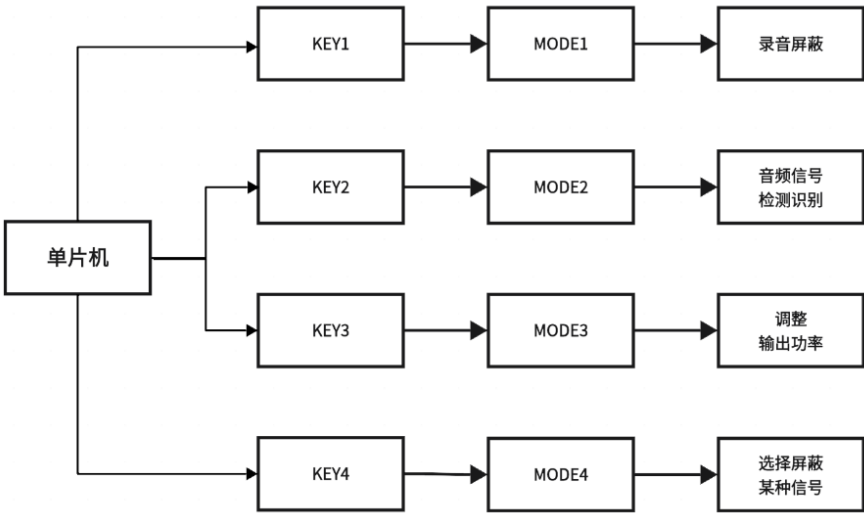 KEY1
MODE1
录音屏蔽
KEY2
MODE2
音频信号
检测识别
单片机
KEY3
MODE3
调整
输出功率
KEY4
MODE4
选择屏蔽
某种信号